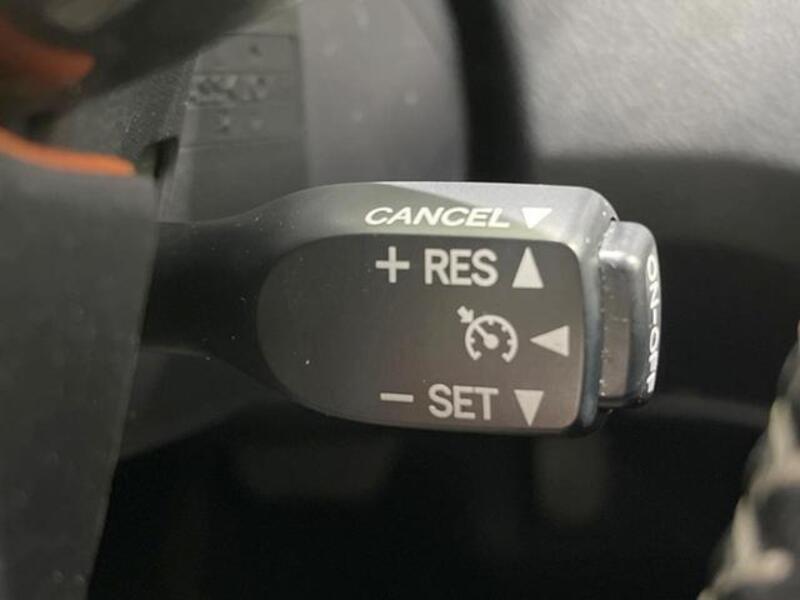 CANCEL
+ RES
- SET
ON-OFF